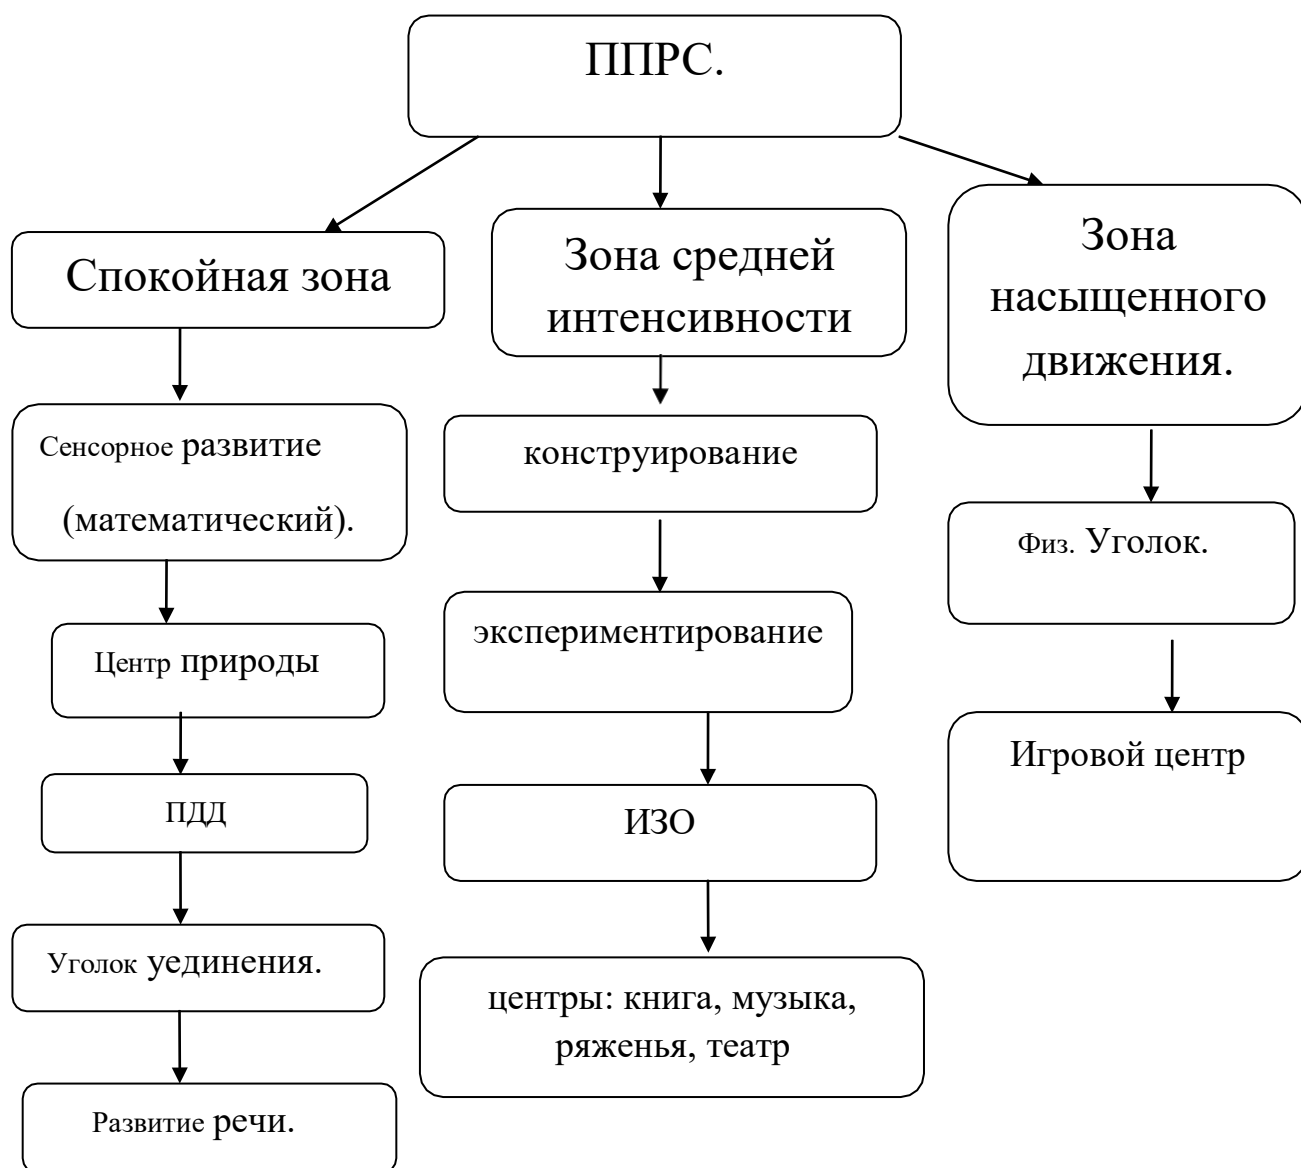 ППРС.
Спокойная зона
Сенсорное развитие
(математический).
Центр природы
ПДД
Уголок уединения.
Развитие речи.
Зона средней
интенсивности
конструирование
экспериментирование
ИЗО
центры: книга, музыка,
ряженья, театр
Зона
насыщенного
движения.
Физ. Уголок.
Игровой центр